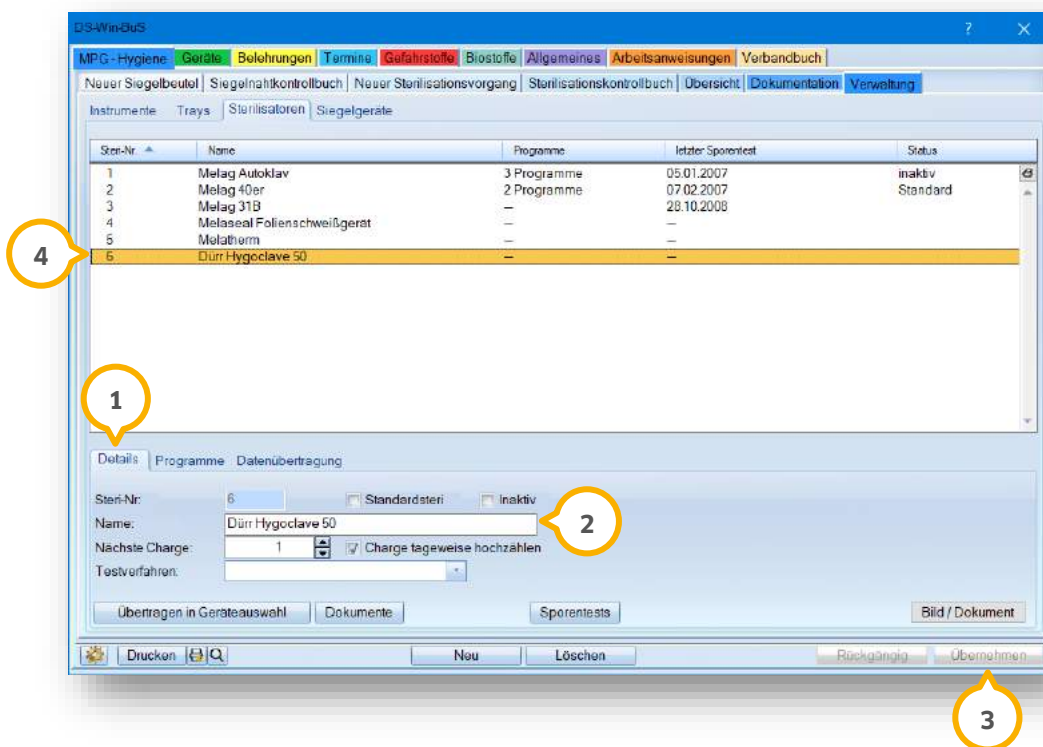 DS-Win-BuS ?
MPG - Hygiene Geräte Belehrungen Termine Gefahrstoffe Biostoffe Allgemeines Arbeitsanweisungen Verbandbuch
Neuer Siegelbeutel Siegelnahtkontrollbuch Neuer Sterilisationsvorgang Sterilisationskontrollbuch Übersicht Dokumentation Verwaltung
Instrumente Trays Sterilisatoren Siegelgeräte
Steri-Nr. Name Programme letzter Sporentest Status
1 Melag Autoklav 3 Programme 05.01.2007 inaktiv
2 Melag 40er 2 Programme 07.02.2007 Standard
3 Melag 31B – 28.10.2008
4 Melaseal Folienschweißgerät – –
5 Melatherm – –
6 Dürr Hygoclave 50 – –
4
1
Details Programme Datenübertragung
Steri-Nr: 6 Standardsteri Inaktiv
Name: Dürr Hygoclave 50
2
Nächste Charge: 1 Charge tageweise hochzählen
Testverfahren:
Übertragen in Geräteauswahl Dokumente Sporentests Bild / Dokument
Drucken Neu Löschen Rückgängig Übernehmen
3